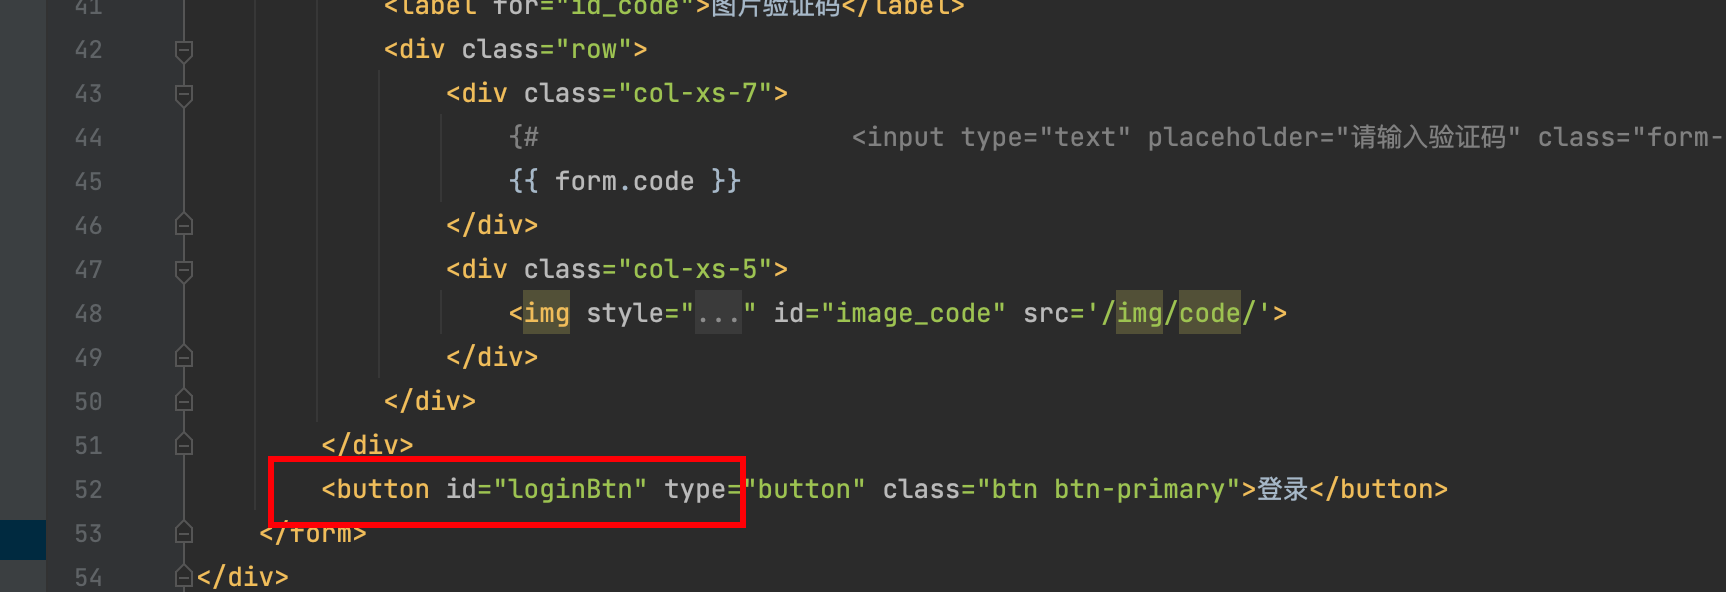 41 <label for="id_code">图片验证码</label>
42 <div class="row">
43 <div class="col-xs-7">
44 {# <input type="text" placeholder="请输入验证码" class="form-
45 {{ form.code }}
46 </div>
47 <div class="col-xs-5">
48 <img style="..." id="image_code" src='/img/code/'>
49 </div>
50 </div>
51 </div>
52 <button id="loginBtn" type="button" class="btn btn-primary">登录</button>
53 </form>
54 </div>